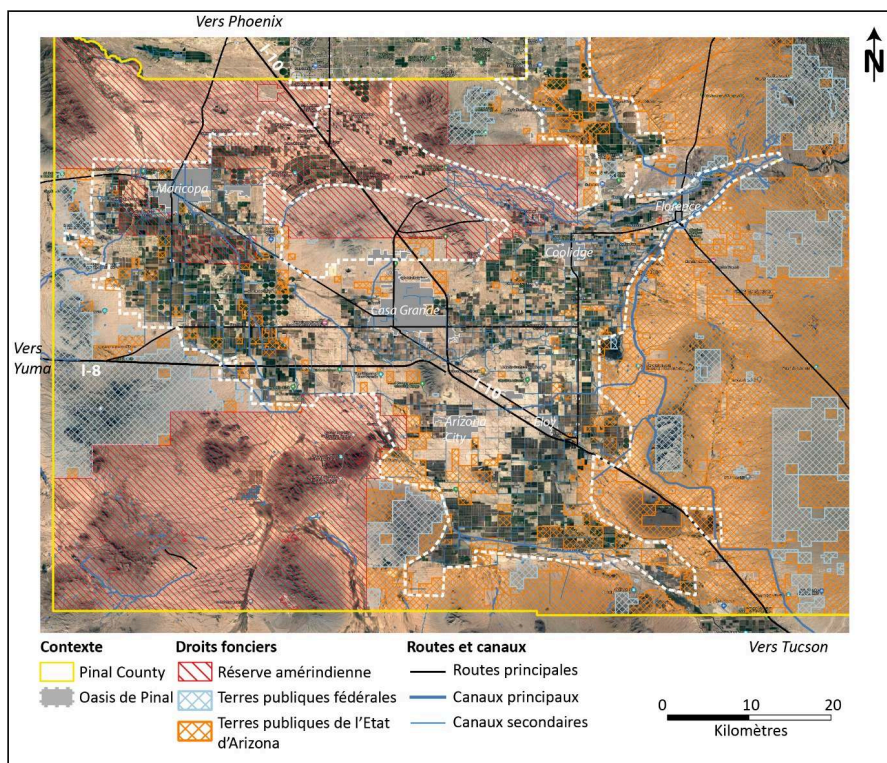 Vers Phoenix
N
I-10
Maricopa
Florence
Coolidge
Casa Grande
Vers
Yuma
I-8
I-10
Arizona
City
Eloy
Vers Tucson
Contexte
Pinal County
Oasis de Pinal
Droits fonciers
Réserve amérindienne
Terres publiques fédérales
Terres publiques de l'Etat
d'Arizona
Routes et canaux
Routes principales
Canaux principaux
Canaux secondaires
0 10 20
Kilomètres